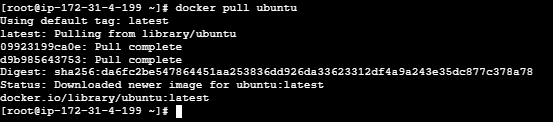 [root@ip-172-31-4-199 ~]# docker pull ubuntu
Using default tag: latest
latest: Pulling from library/ubuntu
09923199ca0e: Pull complete
d9b985643753: Pull complete
Digest: sha256:da6fc2be547864451aa253836dd926da33623312df4a9a243e35dc877c378a78
Status: Downloaded newer image for ubuntu:latest
docker.io/library/ubuntu:latest
[root@ip-172-31-4-199 ~]#